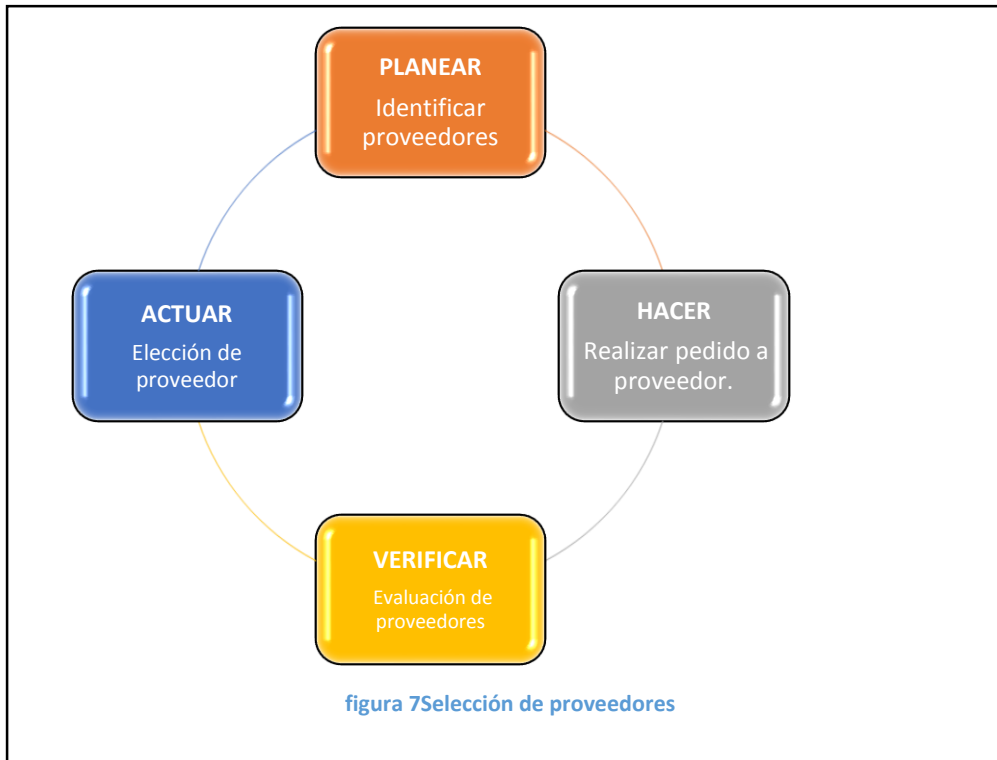 PLANEAR
Identificar
proveedores
ACTUAR
Elección de
proveedor
HACER
Realizar pedido a
proveedor.
VERIFICAR
Evaluación de
proveedores
figura 7Selección de proveedores